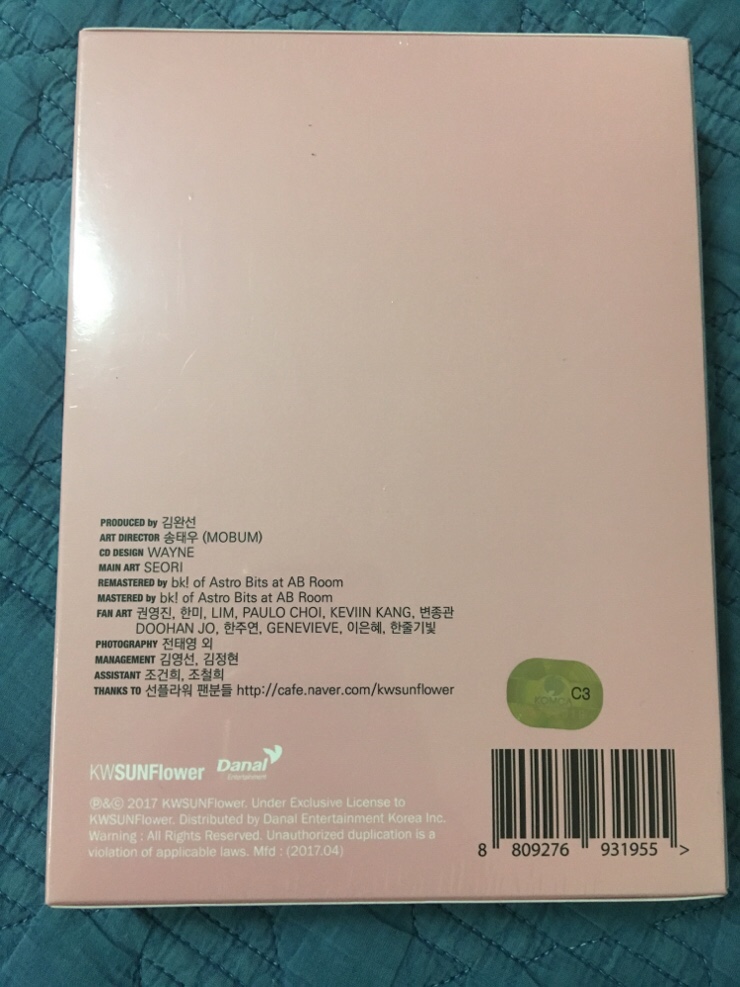 PRODUCED by 김완선
ART DIRECTOR 송태우 (MOBUM)
CD DESIGN WAYNE
MAIN ART SEORI
REMASTERED by bk! of Astro Bits at AB Room
MASTERED by bk! of Astro Bits at AB Room
FAN ART 권영진, 한미, LIM, PAULO CHOI, KEVIIN KANG, 변종관
DOOHAN JO, 한주연, GENEVIEVE, 이은혜, 한줄기빛
PHOTOGRAPHY 전태영 외
MANAGEMENT 김영선, 김정현
ASSISTANT 조건희, 조철희
THANKS TO 선플라워 팬분들 http://cafe.naver.com/kwsunflower
KOMCA C3
KWSUNFlower Danal
Entertainment
℗&© 2017 KWSUNFlower. Under Exclusive License to
KWSUNFlower. Distributed by Danal Entertainment Korea Inc.
Warning : All Rights Reserved. Unauthorized duplication is a
violation of applicable laws. Mfd : (2017.04)
8 809276 931955 >